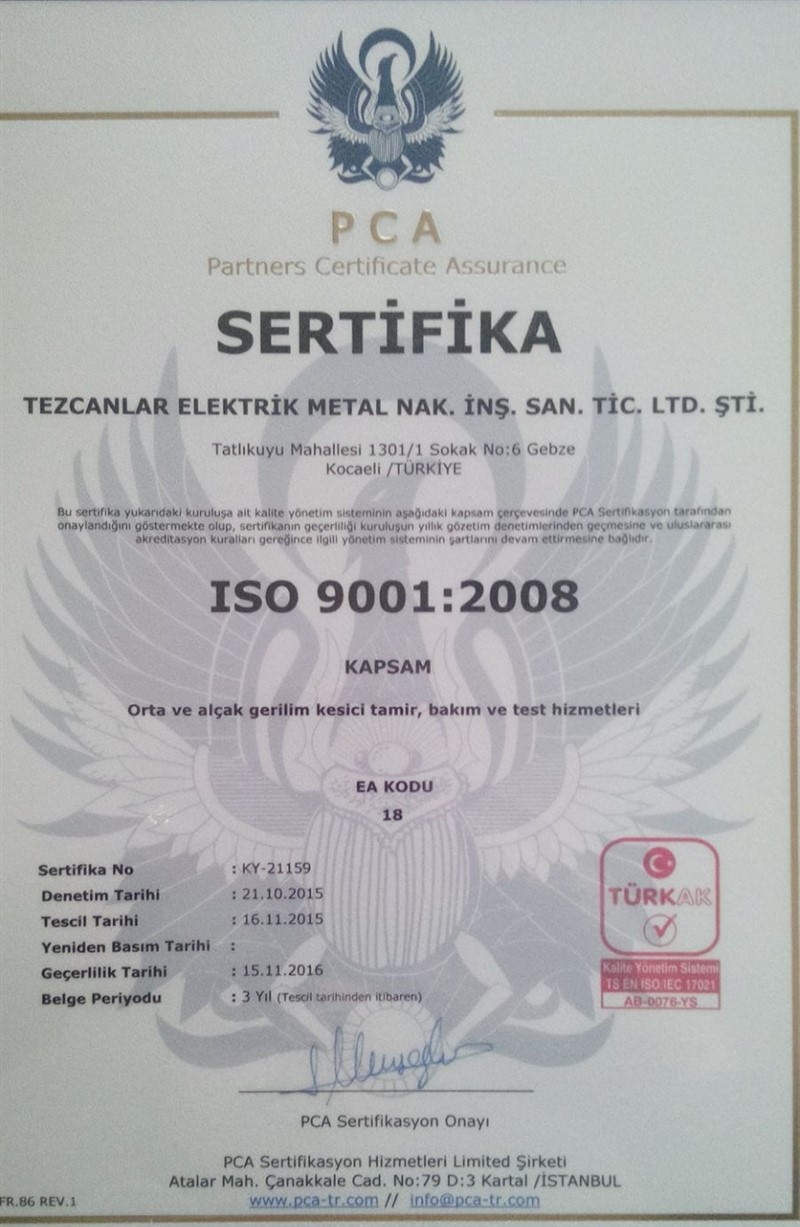 PCA
Partners Certificate Assurance
SERTİFİKA
TEZCANLAR ELEKTRİK METAL NAK. İNŞ. SAN. TİC. LTD. ŞTİ.
Tatlıkuyu Mahallesi 1301/1 Sokak No:6 Gebze
Kocaeli /TÜRKİYE
Bu sertifika yukarıdaki kuruluşa ait kalite yönetim sisteminin aşağıdaki kapsam çerçevesinde PCA Sertifikasyon tarafından
onaylandığını göstermekte olup, sertifikanın geçerliliği kuruluşun yıllık gözetim denetimlerinden geçmesine ve uluslararası
akreditasyon kuralları gereğince ilgili yönetim sisteminin şartlarını devam ettirmesine bağlıdır.
ISO 9001:2008
KAPSAM
Orta ve alçak gerilim kesici tamir, bakım ve test hizmetleri
EA KODU
18
Sertifika No : KY-21159
Denetim Tarihi : 21.10.2015
Tescil Tarihi : 16.11.2015
Yeniden Basım Tarihi :
Geçerlilik Tarihi : 15.11.2016
Belge Periyodu : 3 Yıl (Tescil tarihinden itibaren)
TÜRKAK
Kalite Yönetim Sistemi
TS EN ISO.IEC 17021
AB-0076-YS
PCA Sertifikasyon Onayı
PCA Sertifikasyon Hizmetleri Limited Şirketi
Atalar Mah. Çanakkale Cad. No:79 D:3 Kartal /İSTANBUL
www.pca-tr.com // info@pca-tr.com
FR.86 REV.1